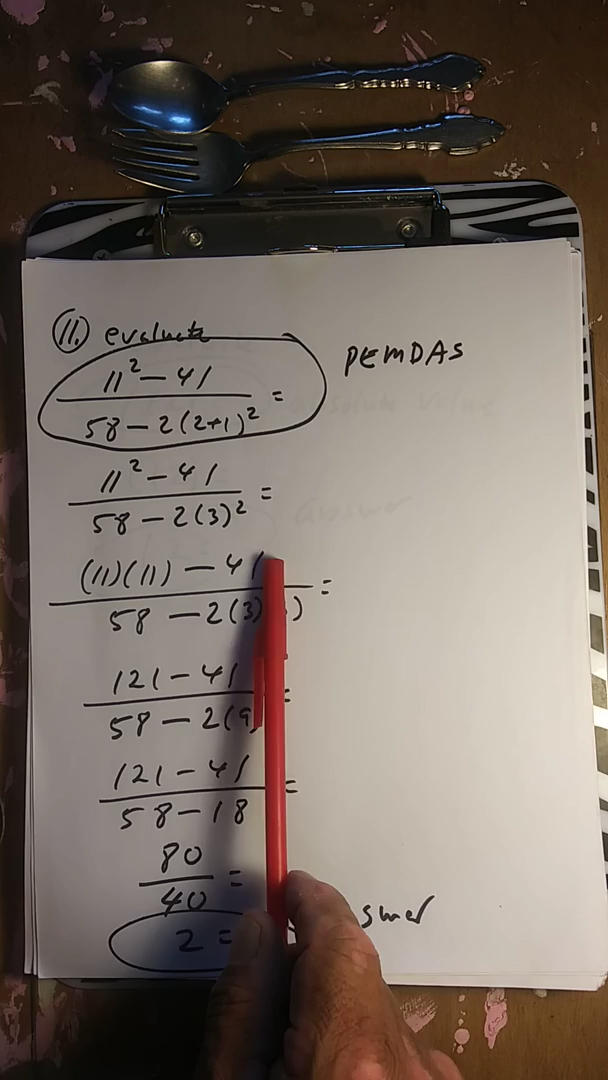 11. evaluate
PEMDAS
11² - 41
58 - 2(2+1)² =
11² - 41
58 - 2(3)² =
(11)(11) - 41
58 - 2(3) ) =
121 - 41
58 - 2(9 =
121 - 41
58 - 18 =
80
40 =
2 =